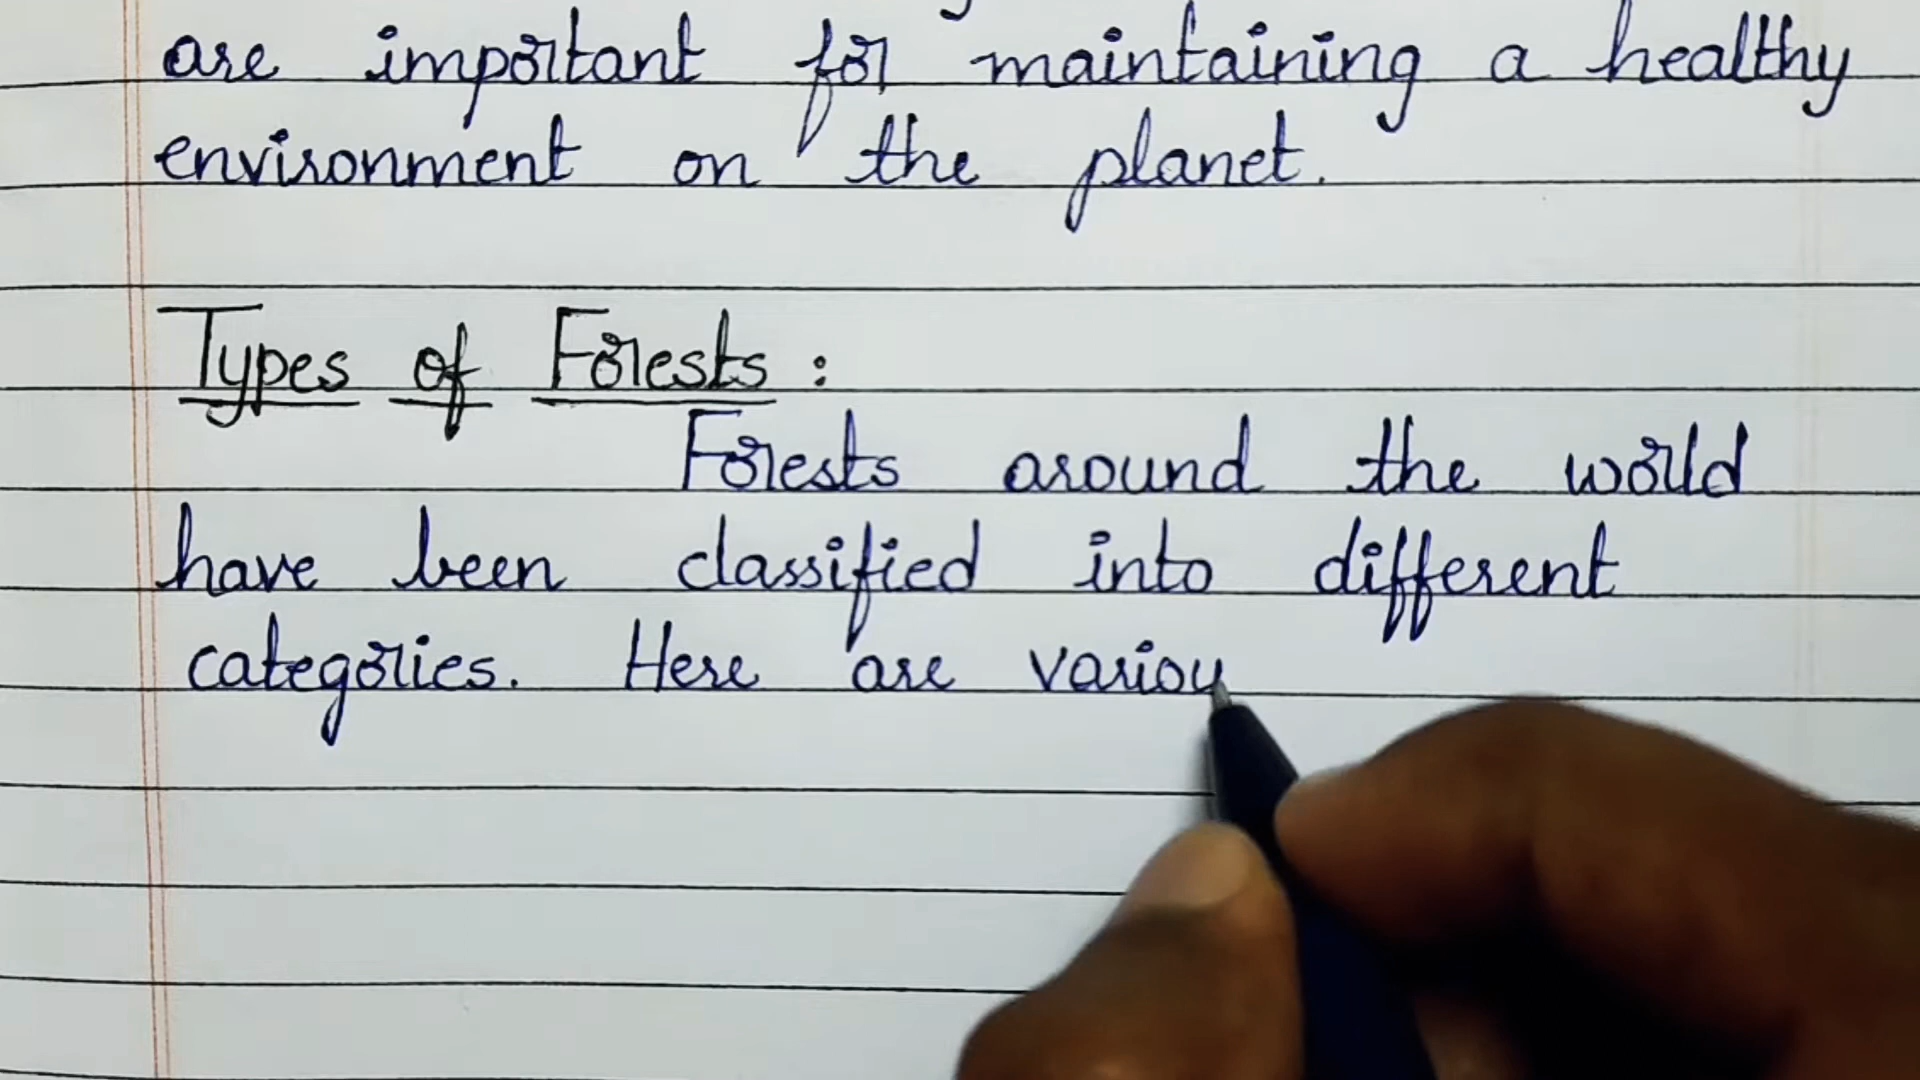 are important for maintaining a healthy
environment on the planet.
Types of Forests :
Forests around the world
have been classified into different
categories. Here are variou